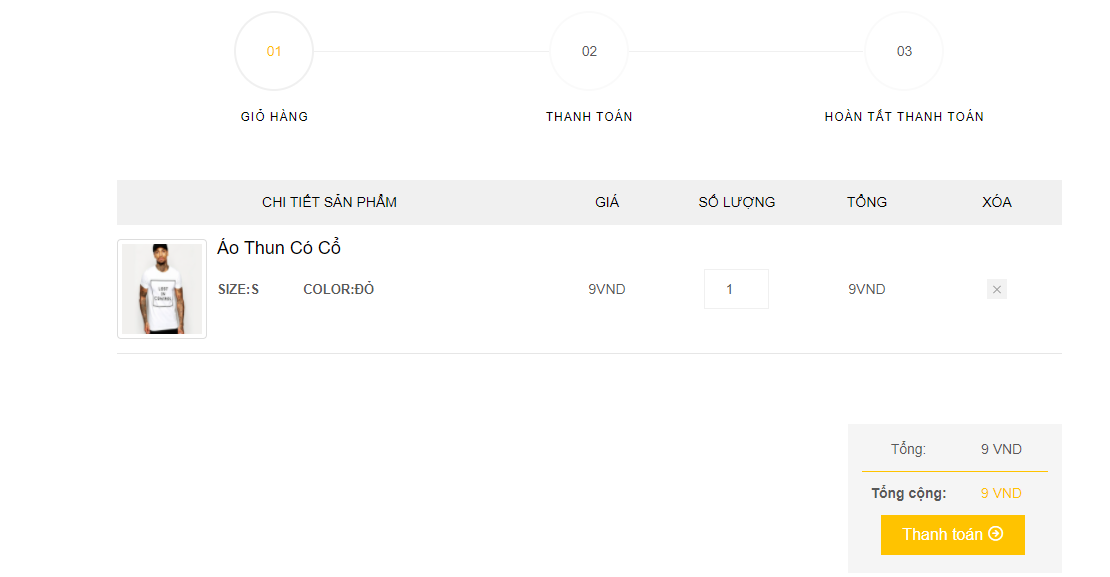 01
02
03
GIỎ HÀNG
THANH TOÁN
HOÀN TẤT THANH TOÁN
CHI TIẾT SẢN PHẨM GIÁ SỐ LƯỢNG TỔNG XÓA
Áo Thun Có Cổ
SIZE:S COLOR:ĐỎ 9VND 1 9VND
LOST IN
Tổng: 9 VND
Tổng cộng: 9 VND
Thanh toán